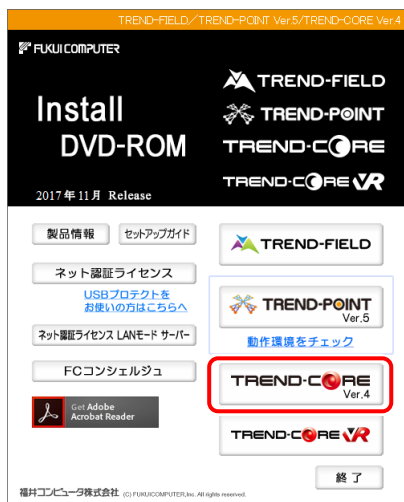 TREND-FIELD／TREND-POINT Ver.5/TREND-CORE Ver.4
FUKUI COMPUTER
Install
DVD-ROM
2017年11月 Release
TREND-FIELD
TREND-POINT
TREND-CORE
TREND-CORE VR
製品情報
セットアップガイド
ネット認証ライセンス
USBプロテクトを
お使いの方はこちらへ
ネット認証ライセンス LANモード サーバー
FCコンシェルジュ
Get Adobe
Acrobat Reader
TREND-FIELD
TREND-POINT
Ver.5
動作環境をチェック
TREND-CORE
Ver.4
TREND-CORE VR
終了
福井コンピュータ株式会社 (C) FUKUICOMPUTER,Inc. All rights reserved.